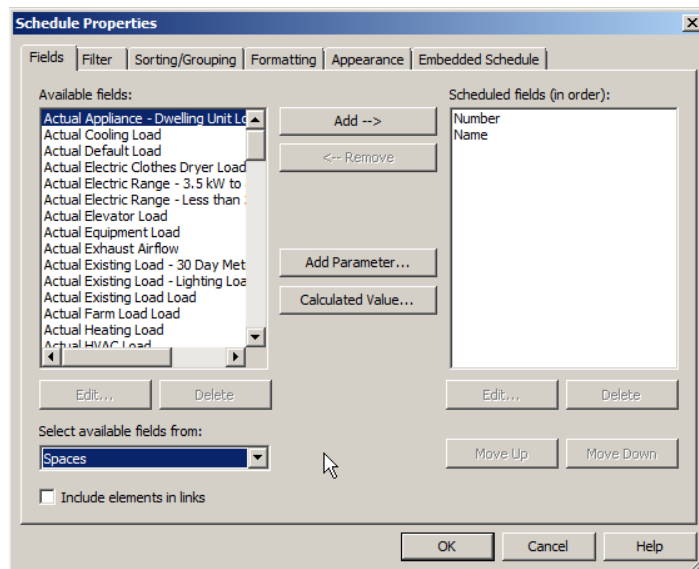 Schedule Properties
Fields
Filter
Sorting/Grouping
Formatting
Appearance
Embedded Schedule
Available fields:
Actual Appliance - Dwelling Unit Lo
Actual Cooling Load
Actual Default Load
Actual Electric Clothes Dryer Load
Actual Electric Range - 3.5 kW to
Actual Electric Range - Less than
Actual Elevator Load
Actual Equipment Load
Actual Exhaust Airflow
Actual Existing Load - 30 Day Met
Actual Existing Load - Lighting Loa
Actual Existing Load Load
Actual Farm Load Load
Actual Heating Load
Actual HVAC Load
Edit...
Delete
Select available fields from:
Spaces
Include elements in links
Add -->
<-- Remove
Add Parameter...
Calculated Value...
Scheduled fields (in order):
Number
Name
Edit...
Delete
Move Up
Move Down
OK
Cancel
Help